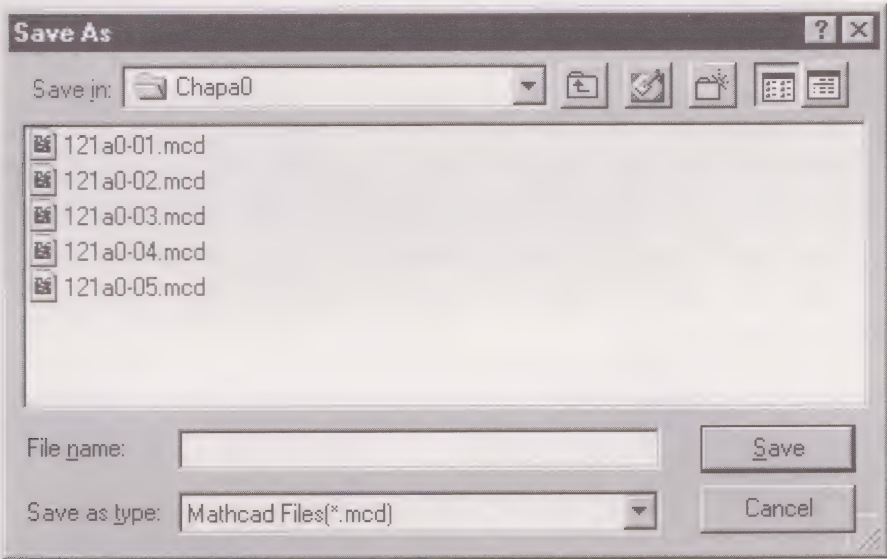 Save As
Save in: Chapa0
121a0-01.mcd
121a0-02.mcd
121a0-03.mcd
121a0-04.mcd
121a0-05.mcd
File name: Save
Save as type: Mathcad Files(*.mcd) Cancel